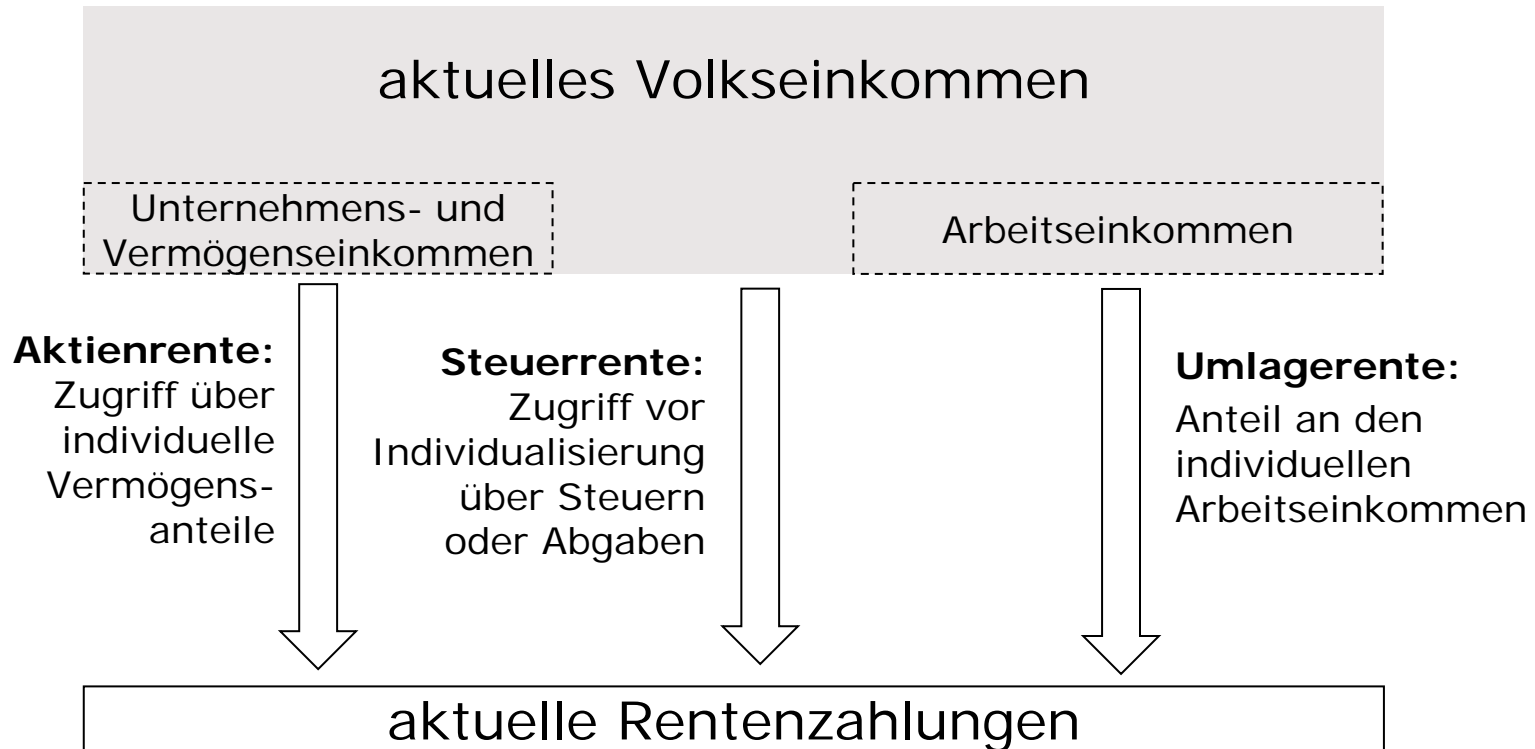 aktuelles Volkseinkommen
Unternehmens- und
Vermögenseinkommen
Arbeitseinkommen
Aktienrente:
Zugriff über
individuelle
Vermögens-
anteile
Steuerrente:
Zugriff vor
Individualisierung
über Steuern
oder Abgaben
Umlagerente:
Anteil an den
individuellen
Arbeitseinkommen
aktuelle Rentenzahlungen